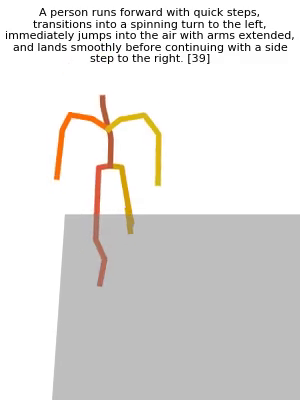 A person runs forward with quick steps,
transitions into a spinning turn to the left,
immediately jumps into the air with arms extended,
and lands smoothly before continuing with a side
step to the right. [39]